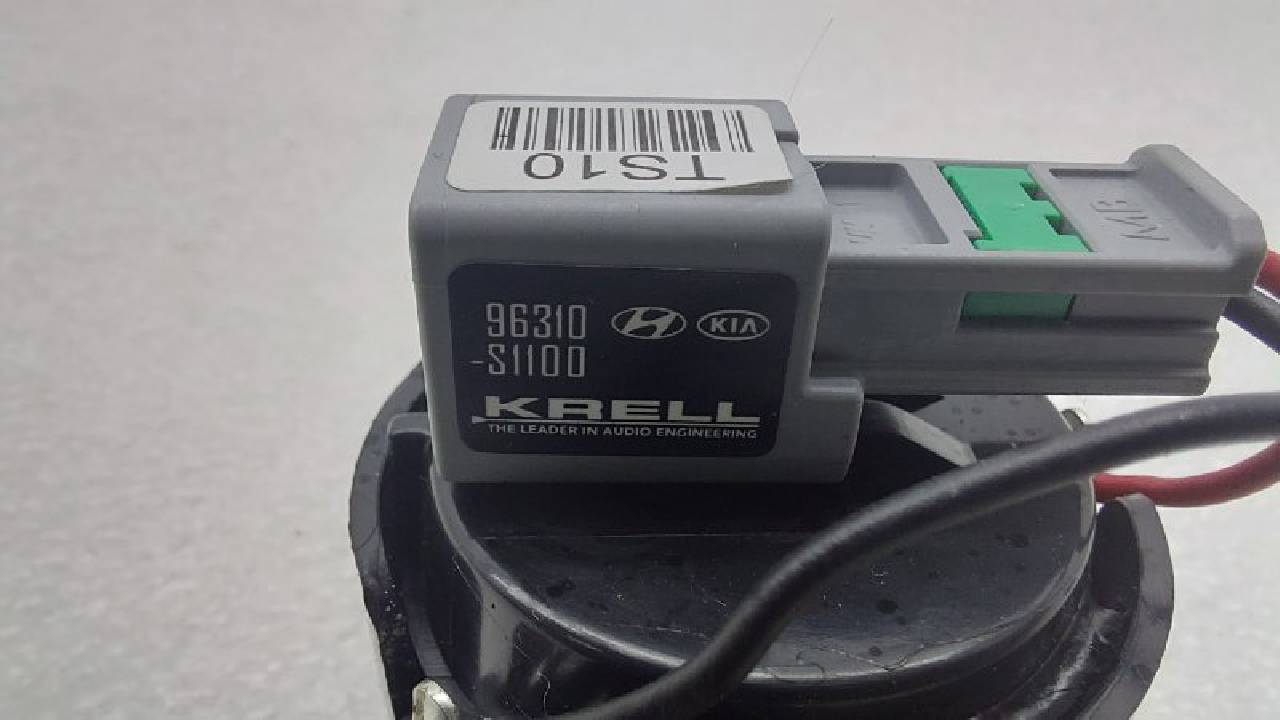 TS10
96310
-S1100
KIA
KRELL
THE LEADER IN AUDIO ENGINEERING